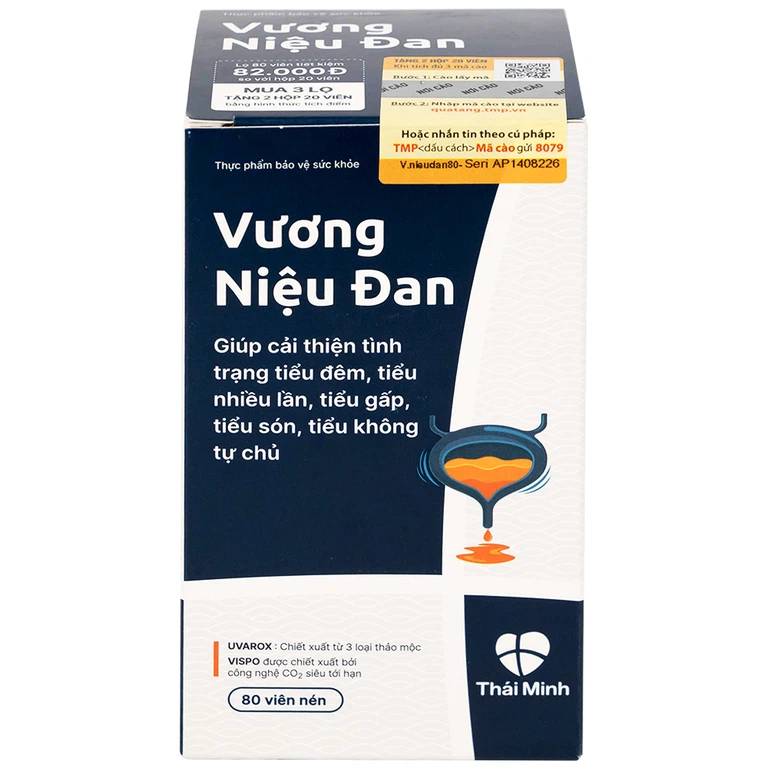 Thực phẩm bảo vệ sức khỏe
Vương
Niệu Đan
Lọ 80 viên tiết kiệm
82.000Đ
so với hộp 20 viên
MUA 3 LỌ
TẶNG 2 HỘP 20 VIÊN
bằng hình thức tích điểm
TẶNG 2 HỘP 20 VIÊN
Khi tích đủ 3 mã cào
Bước 1: Cào lấy mã
NƠI CÀO NƠI CÀO NƠI CÀO
Bước 2: Nhập mã cào tại website
quatang.tmp.vn
Hoặc nhắn tin theo cú pháp:
TMP<dấu cách>Mã cào gửi 8079
V.nieudan80- Seri AP1408226
Thực phẩm bảo vệ sức khỏe
Vương
Niệu Đan
Giúp cải thiện tình
trạng tiểu đêm, tiểu
nhiều lần, tiểu gấp,
tiểu són, tiểu không
tự chủ
UVAROX : Chiết xuất từ 3 loại thảo mộc
VISPO được chiết xuất bởi
công nghệ CO₂ siêu tới hạn
80 viên nén
Thái Minh